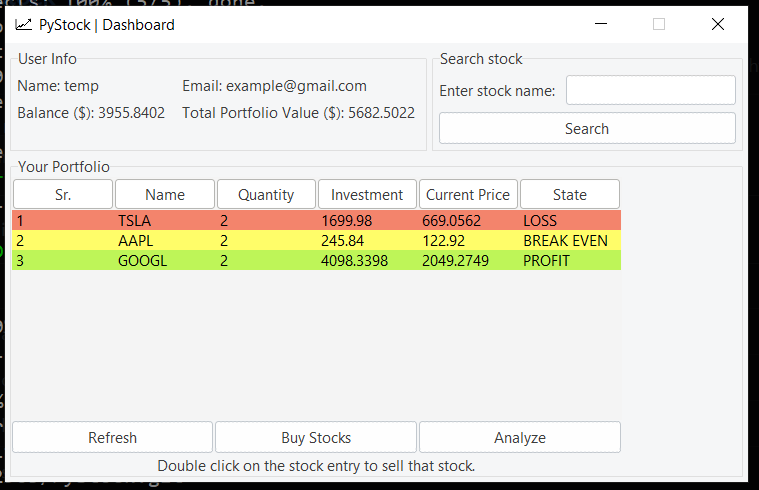 PyStock | Dashboard
User Info
Name: temp Email: example@gmail.com
Balance ($): 3955.8402 Total Portfolio Value ($): 5682.5022
Search stock
Enter stock name:
Search
Your Portfolio
Sr. Name Quantity Investment Current Price State
1 TSLA 2 1699.98 669.0562 LOSS
2 AAPL 2 245.84 122.92 BREAK EVEN
3 GOOGL 2 4098.3398 2049.2749 PROFIT
Refresh Buy Stocks Analyze
Double click on the stock entry to sell that stock.